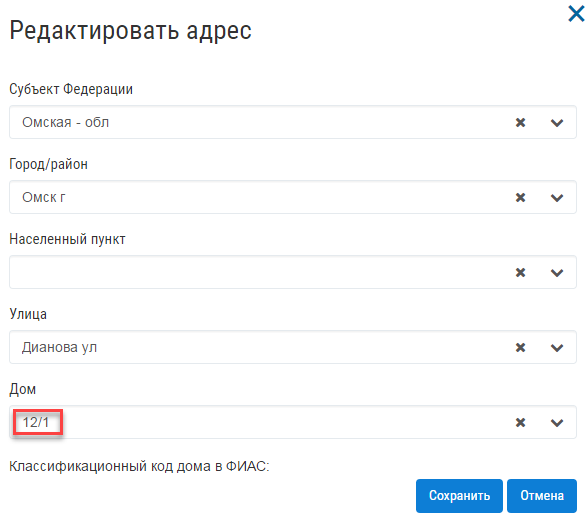 Редактировать адрес
Субъект Федерации
Омская - обл
Город/район
Омск г
Населенный пункт
Улица
Дианова ул
Дом
12/1
Классификационный код дома в ФИАС:
Сохранить Отмена